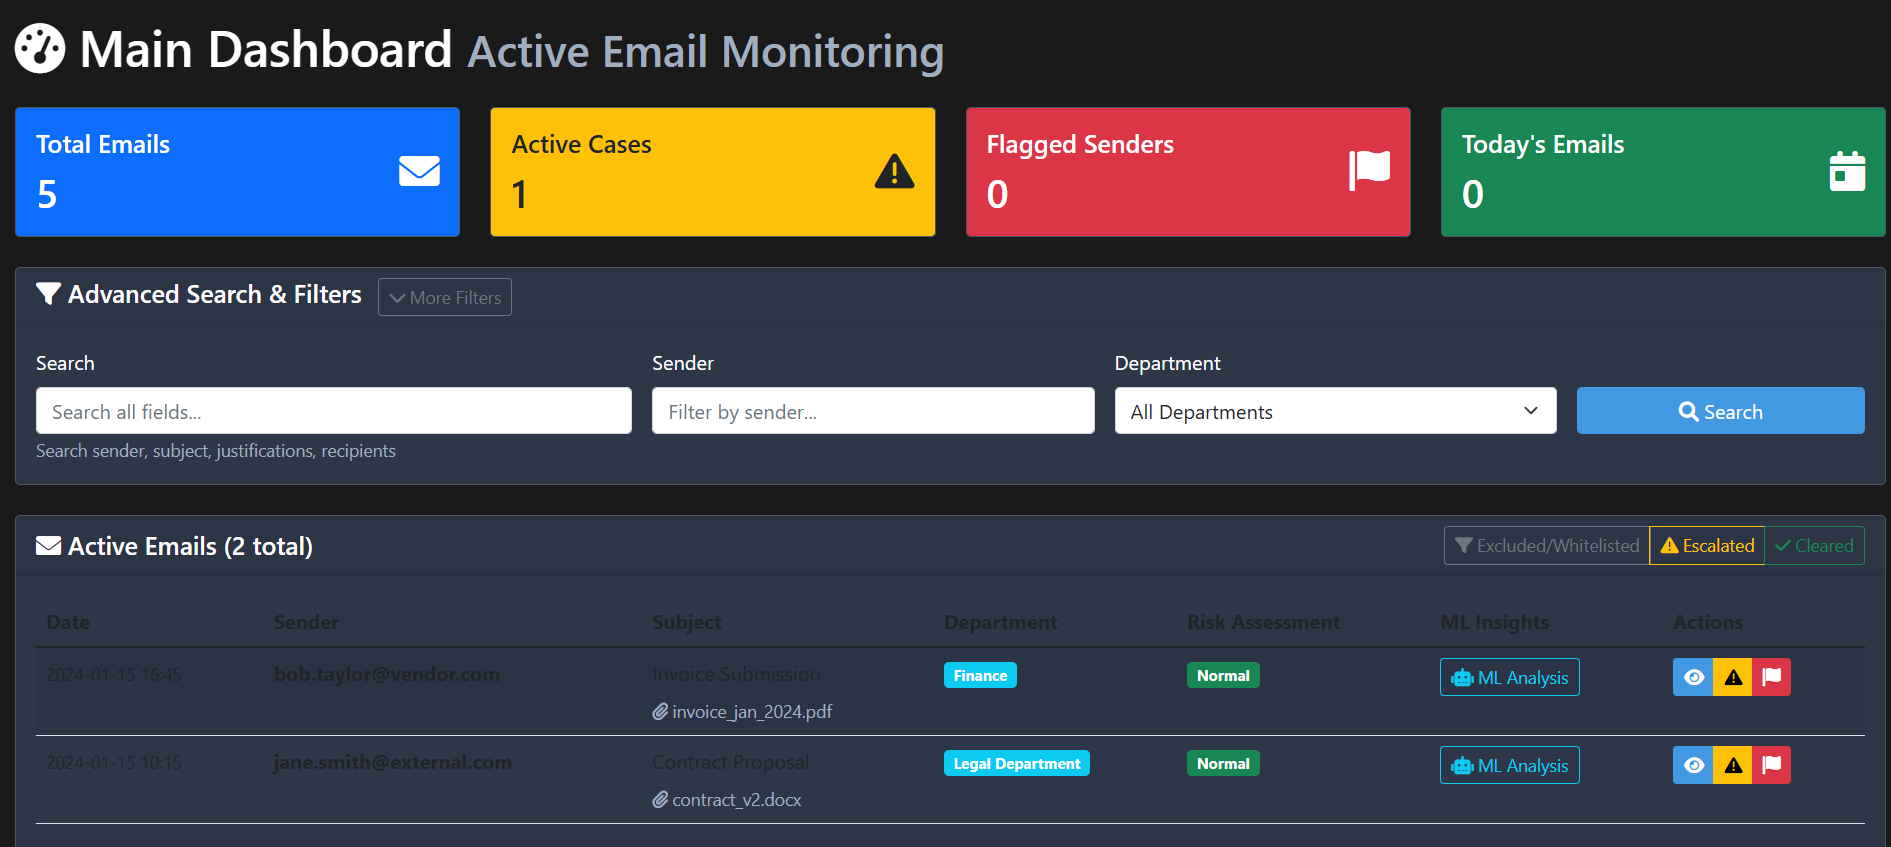 Main Dashboard Active Email Monitoring
Total Emails
5
Active Cases
1
Flagged Senders
0
Today's Emails
0
Advanced Search & Filters More Filters
Search Sender Department
Search all fields... Filter by sender... All Departments Search
Search sender, subject, justifications, recipients
Active Emails (2 total) Excluded/Whitelisted Escalated Cleared
Date Sender Subject Department Risk Assessment ML Insights Actions
2024-01-15 16:45 bob.taylor@vendor.com Invoice Submission Finance Normal ML Analysis
invoice_jan_2024.pdf
2024-01-15 10:15 jane.smith@external.com Contract Proposal Legal Department Normal ML Analysis
contract_v2.docx